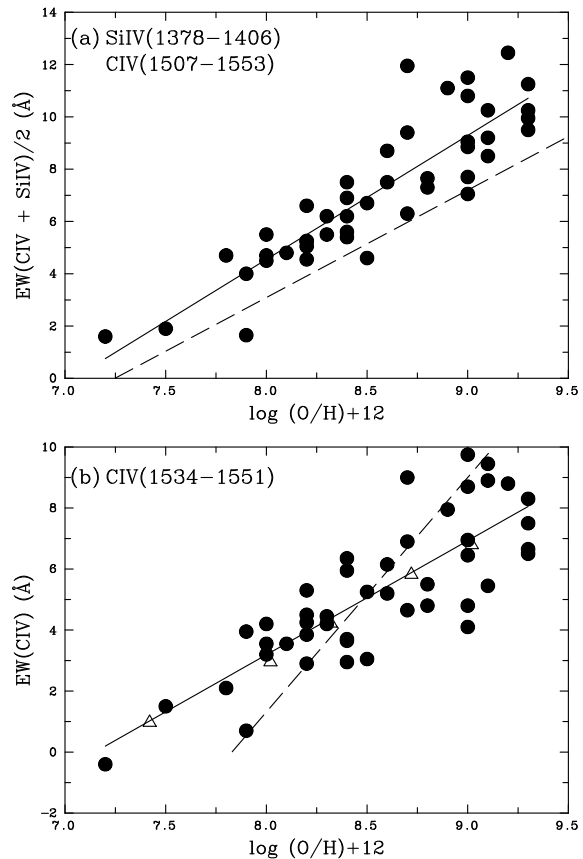 (a) SiIV(1378−1406)
CIV(1507−1553)
14
12
10
8
6
4
2
0
EW(CIV + SiIV)/2 (Å)
7.0 7.5 8.0 8.5 9.0 9.5
log (O/H)+12
(b) CIV(1534−1551)
10
8
6
4
2
0
−2
EW(CIV) (Å)
7.0 7.5 8.0 8.5 9.0 9.5
log (O/H)+12